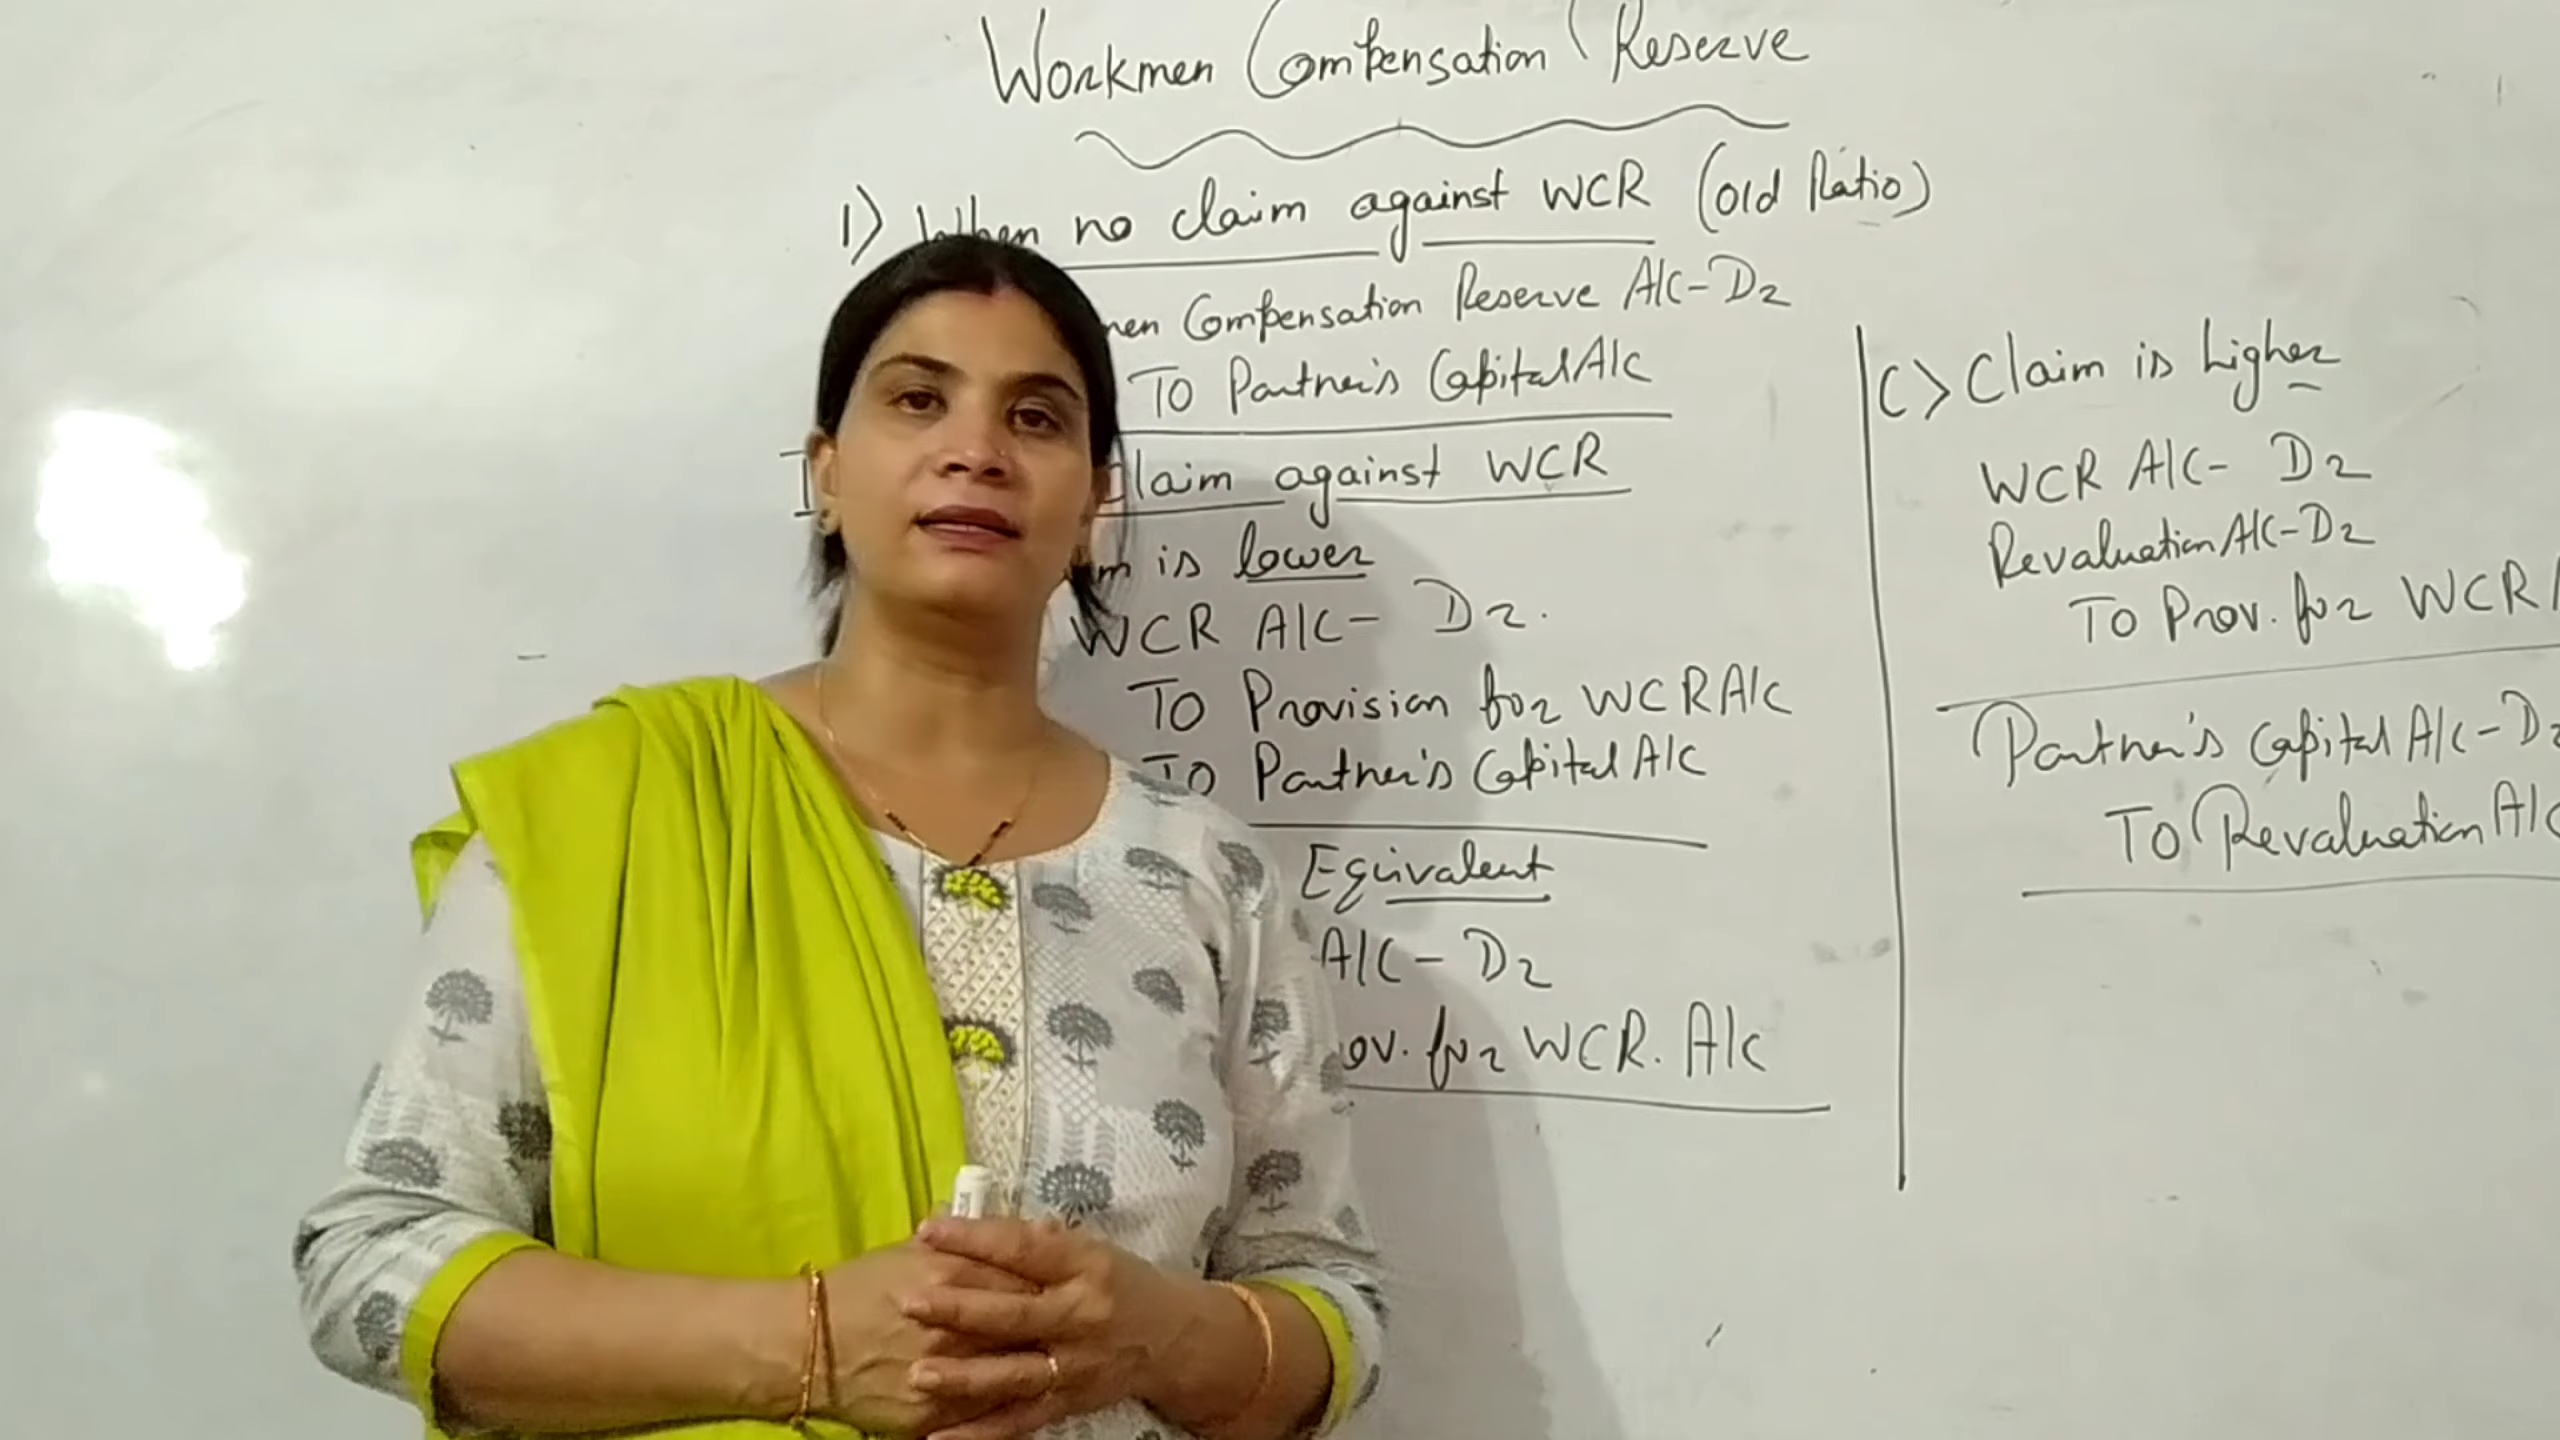 Workmen Compensation Reserve
1) When no claim against WCR (old Ratio)
Compensation Reserve A/C - Dr
To Partner's Capital A/c
Claim against WCR
is lower
WCR A/C - Dr.
To Provision for WCR A/c
To Partner's Capital A/c
Equivalent
A/C - Dr
for WCR. A/c
C) Claim is higher
WCR A/C - Dr
Revaluation A/C - Dr
To Prov. for WCR
Partner's Capital A/c - Dr
To Revaluation A/C